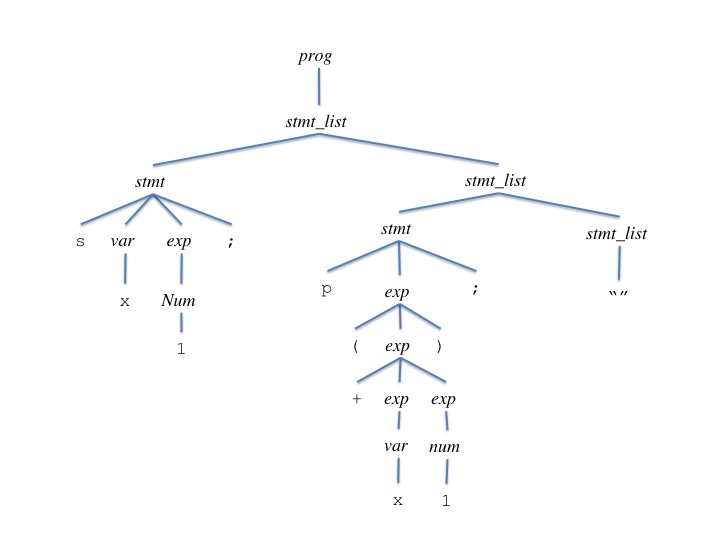 prog
stmt_list
stmt stmt_list
stmt stmt_list
s var exp ;
p exp ; “”
x Num
( exp )
1
+ exp exp
var num
x 1